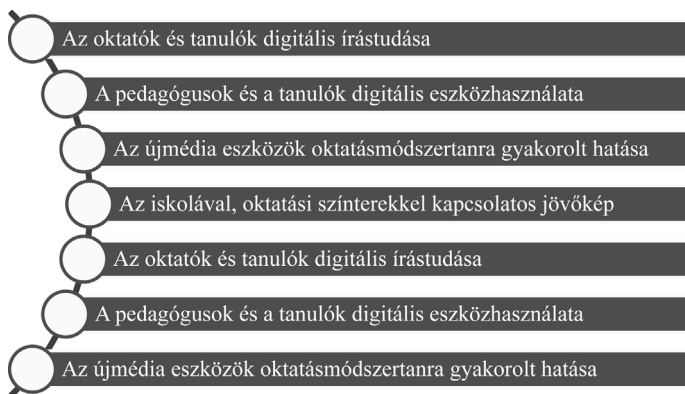 Az oktatók és tanulók digitális írástudása
A pedagógusok és a tanulók digitális eszközhasználata
Az újmédia eszközök oktatásmódszertanra gyakorolt hatása
Az iskolával, oktatási színterekkel kapcsolatos jövőkép
Az oktatók és tanulók digitális írástudása
A pedagógusok és a tanulók digitális eszközhasználata
Az újmédia eszközök oktatásmódszertanra gyakorolt hatása